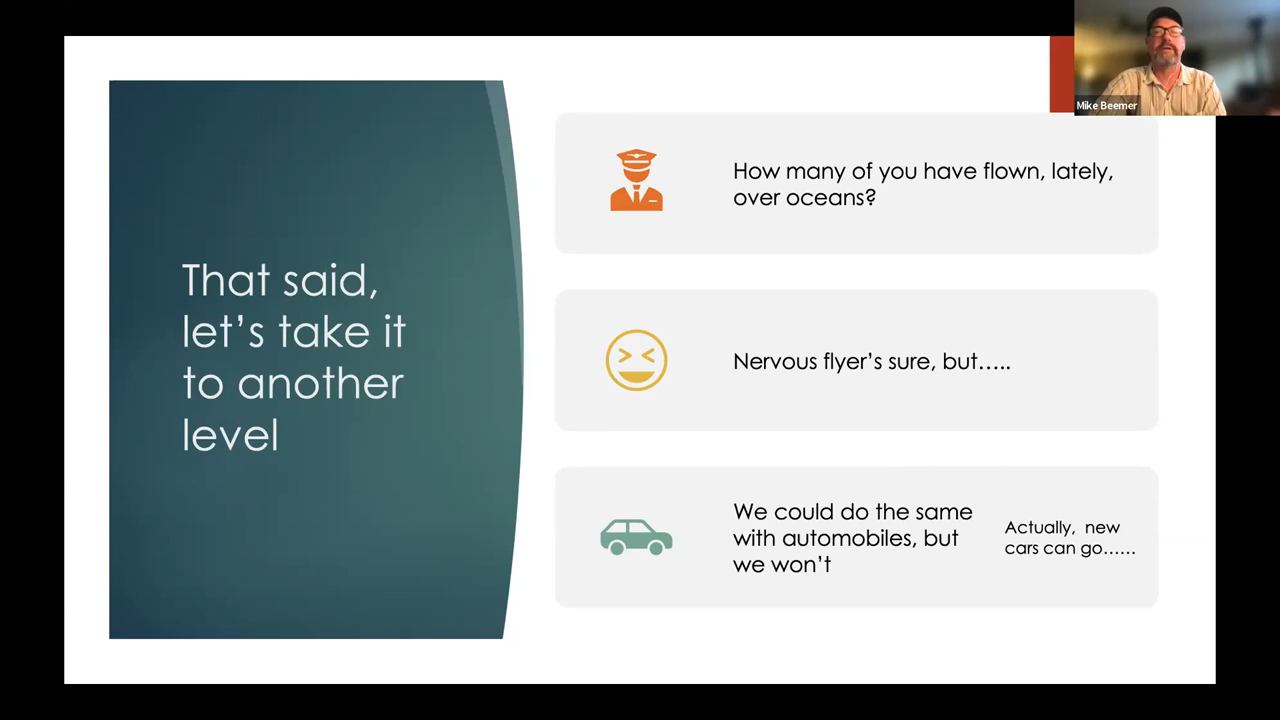 That said,
let's take it
to another
level
How many of you have flown, lately,
over oceans?
Nervous flyer's sure, but…..
We could do the same
with automobiles, but
we won't
Actually,  new
cars can go……
Mike Beemer